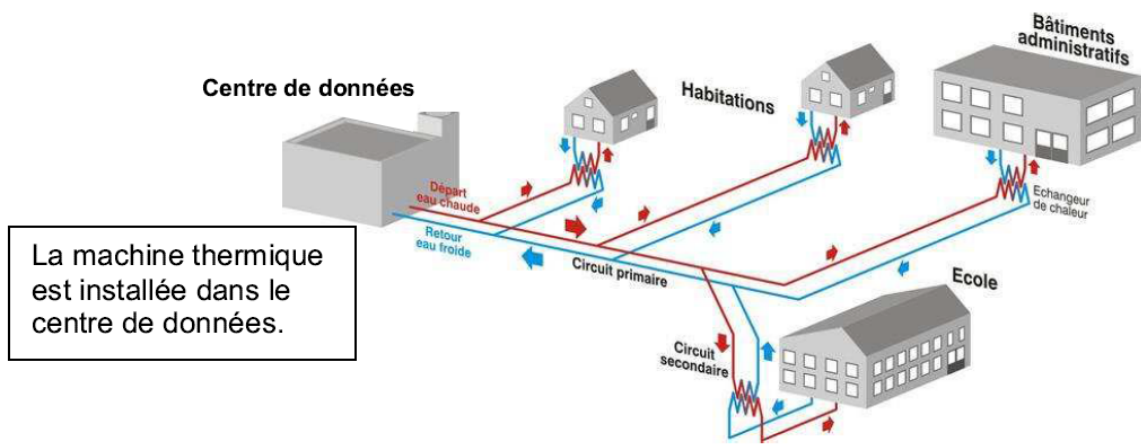 Bâtiments
administratifs
Centre de données
Habitations
Départ
eau chaude
Retour
eau froide
Echangeur
de chaleur
La machine thermique
est installée dans le
centre de données.
Circuit primaire
Ecole
Circuit
secondaire